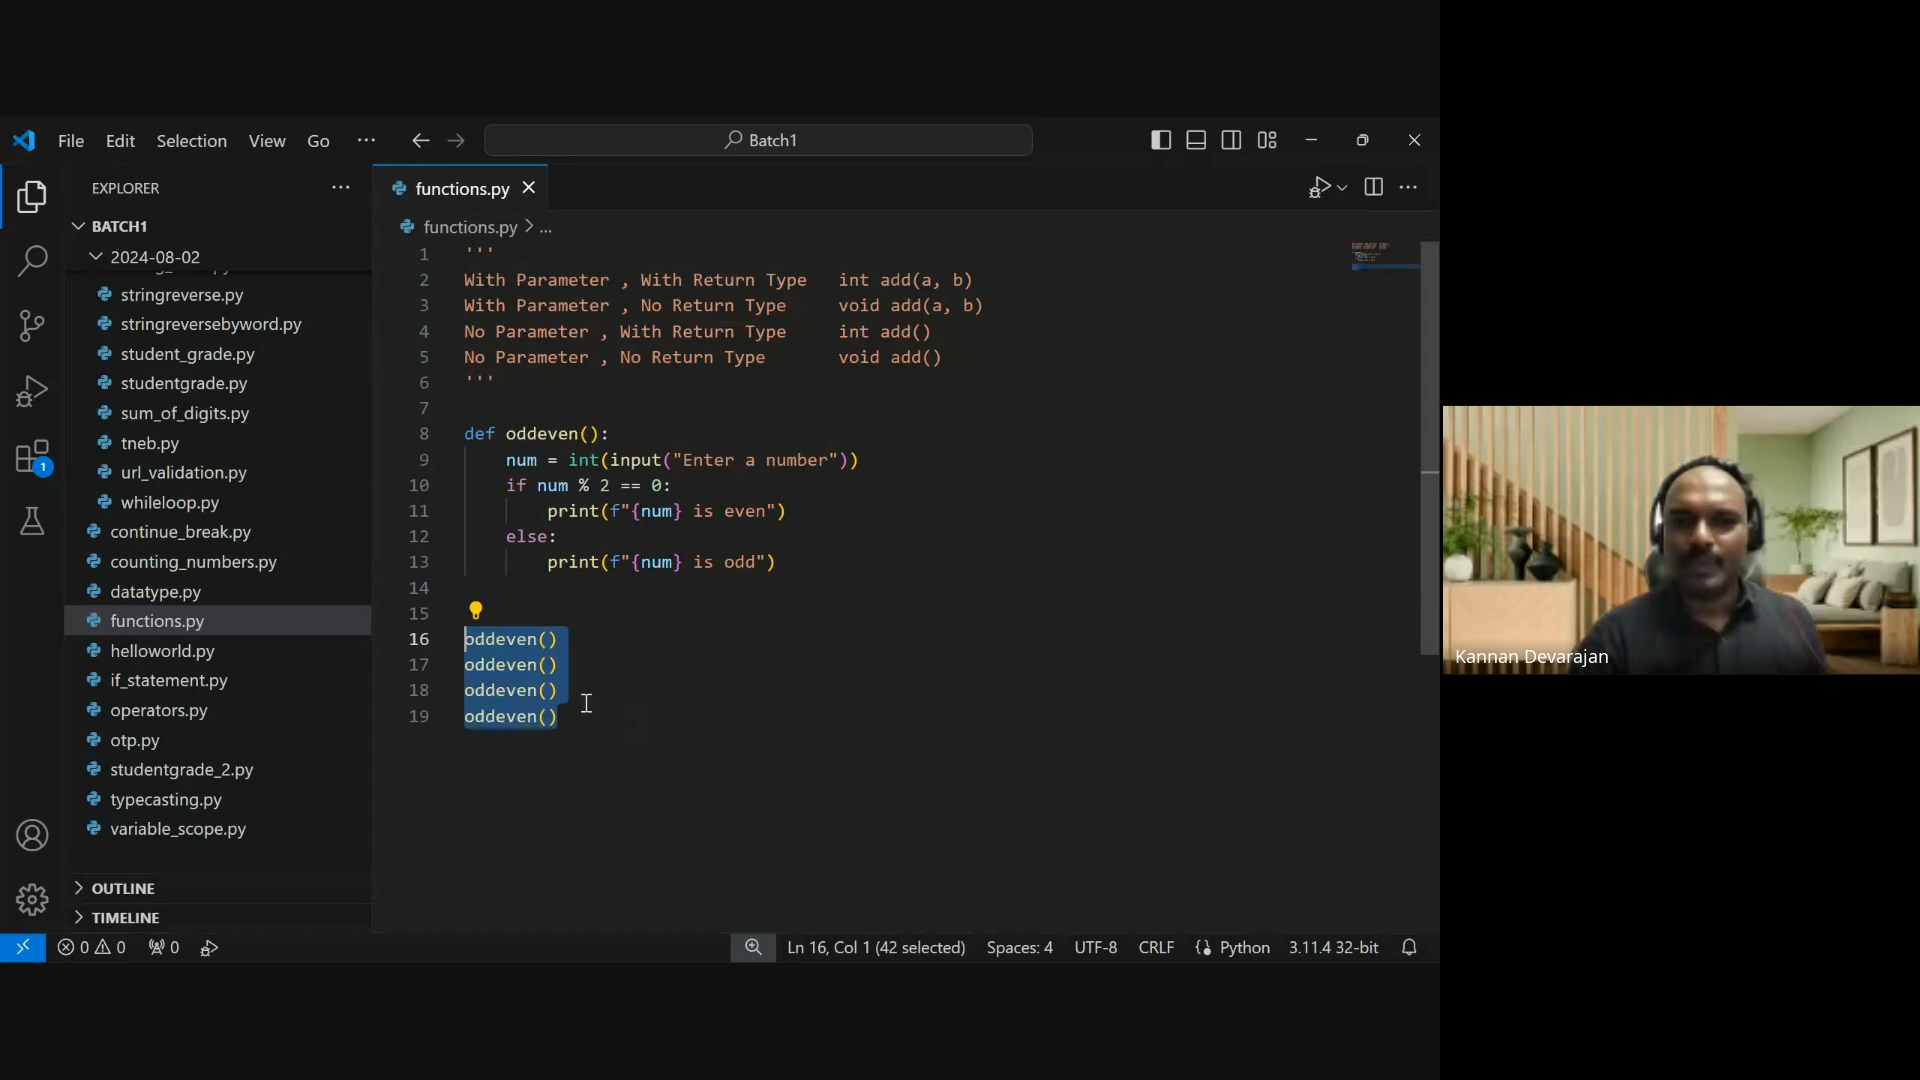 File Edit Selection View Go ... Batch1
EXPLORER ...
BATCH1
2024-08-02
stringreverse.py
stringreversebyword.py
student_grade.py
studentgrade.py
sum_of_digits.py
tneb.py
url_validation.py
whileloop.py
continue_break.py
counting_numbers.py
datatype.py
functions.py
helloworld.py
if_statement.py
operators.py
otp.py
studentgrade_2.py
typecasting.py
variable_scope.py
OUTLINE
TIMELINE
1
functions.py
functions.py > ...
1 '''
2 With Parameter , With Return Type   int add(a, b)
3 With Parameter , No Return Type     void add(a, b)
4 No Parameter , With Return Type     int add()
5 No Parameter , No Return Type       void add()
6 '''
7
8 def oddeven():
9     num = int(input("Enter a number"))
10     if num % 2 == 0:
11         print(f"{num} is even")
12     else:
13         print(f"{num} is odd")
14
15
16 oddeven()
17 oddeven()
18 oddeven()
19 oddeven()
0 0 0 Ln 16, Col 1 (42 selected) Spaces: 4 UTF-8 CRLF Python 3.11.4 32-bit
Kannan Devarajan